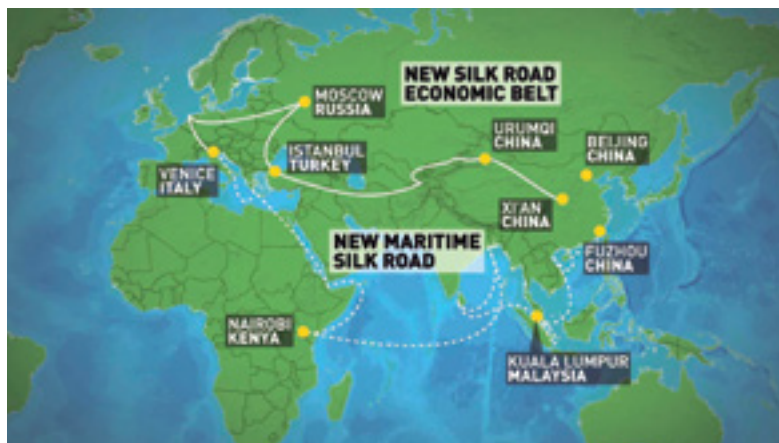 NEW SILK ROAD
ECONOMIC BELT
MOSCOW
RUSSIA
URUMQI
CHINA
BEIJING
CHINA
ISTANBUL
TURKEY
VENICE
ITALY
XI'AN
CHINA
NEW MARITIME
SILK ROAD
FUZHOU
CHINA
NAIROBI
KENYA
KUALA LUMPUR
MALAYSIA